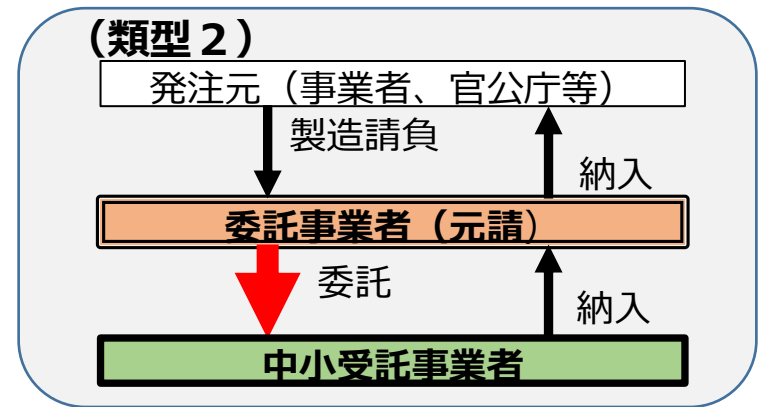 (類型２)
発注元（事業者、官公庁等）
製造請負
納入
委託事業者（元請）
委託
納入
中小受託事業者